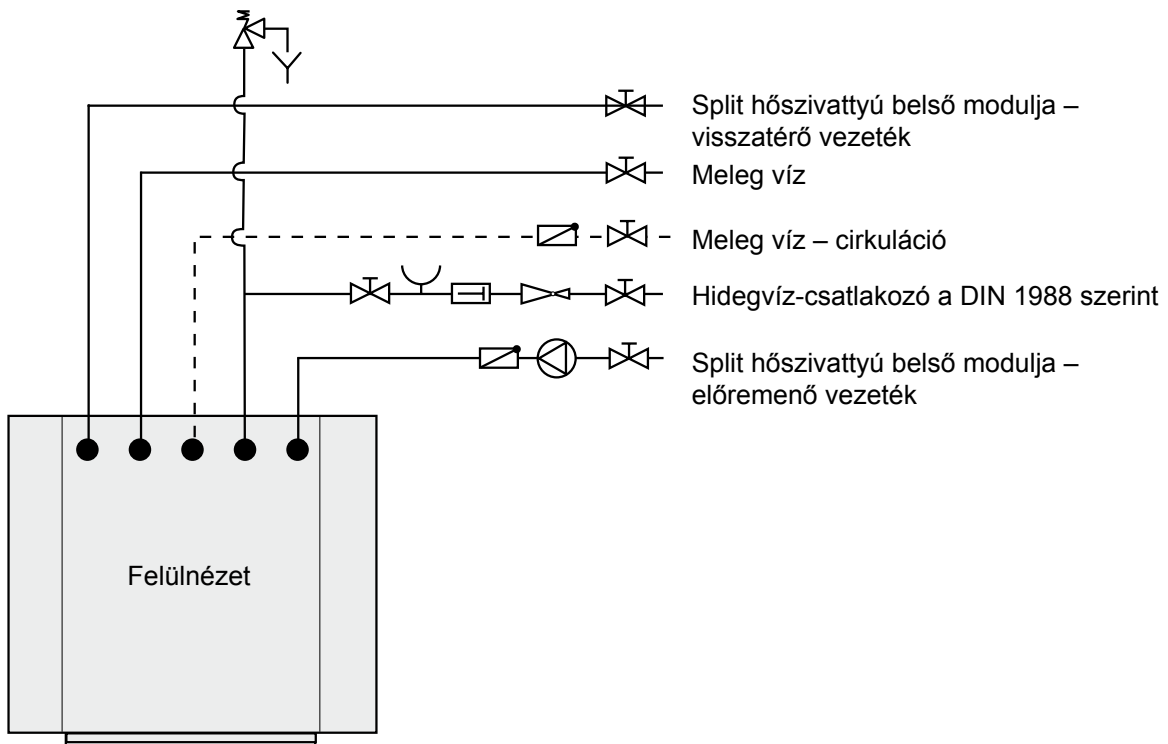 Split hőszivattyú belső modulja –
visszatérő vezeték
Meleg víz
Meleg víz – cirkuláció
Hidegvíz-csatlakozó a DIN 1988 szerint
Split hőszivattyú belső modulja –
előremenő vezeték
Felülnézet